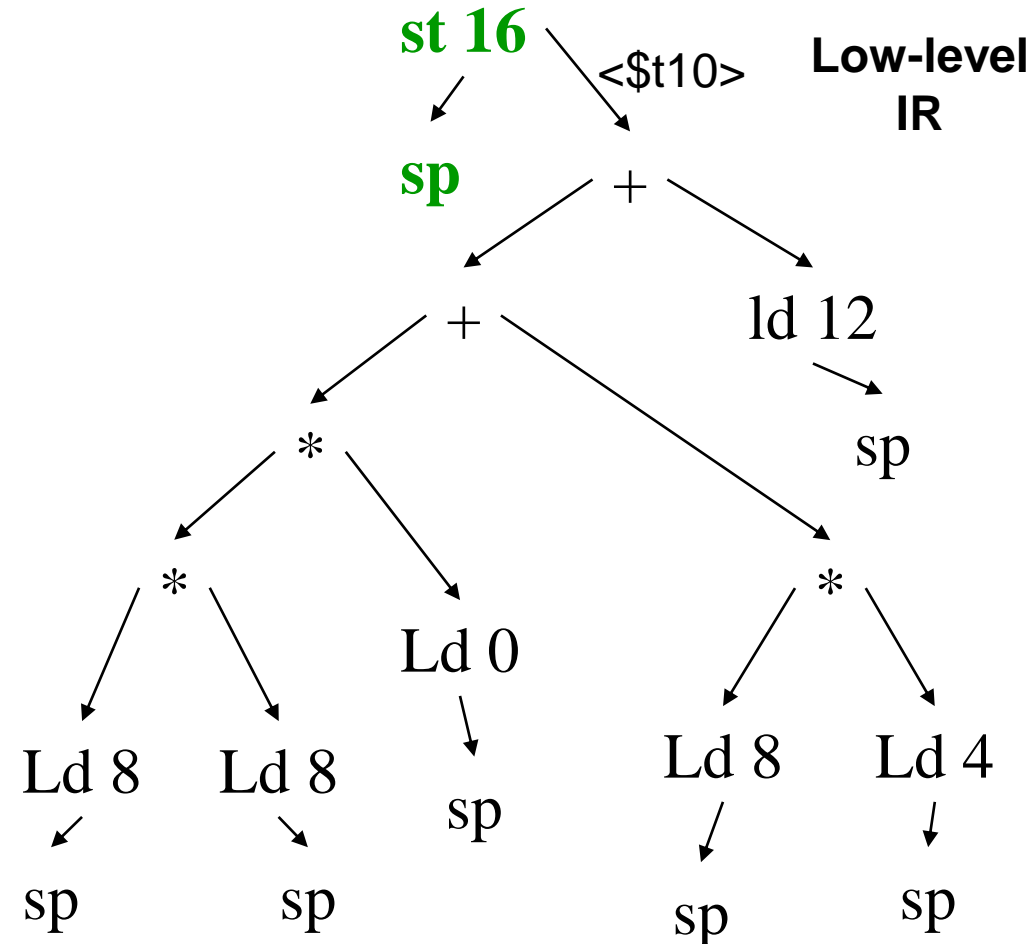 st 16
<$t10>
Low-level
IR
sp
+
+
ld 12
*
sp
*
*
Ld 0
Ld 8
Ld 8
Ld 8
Ld 4
sp
sp
sp
sp
sp